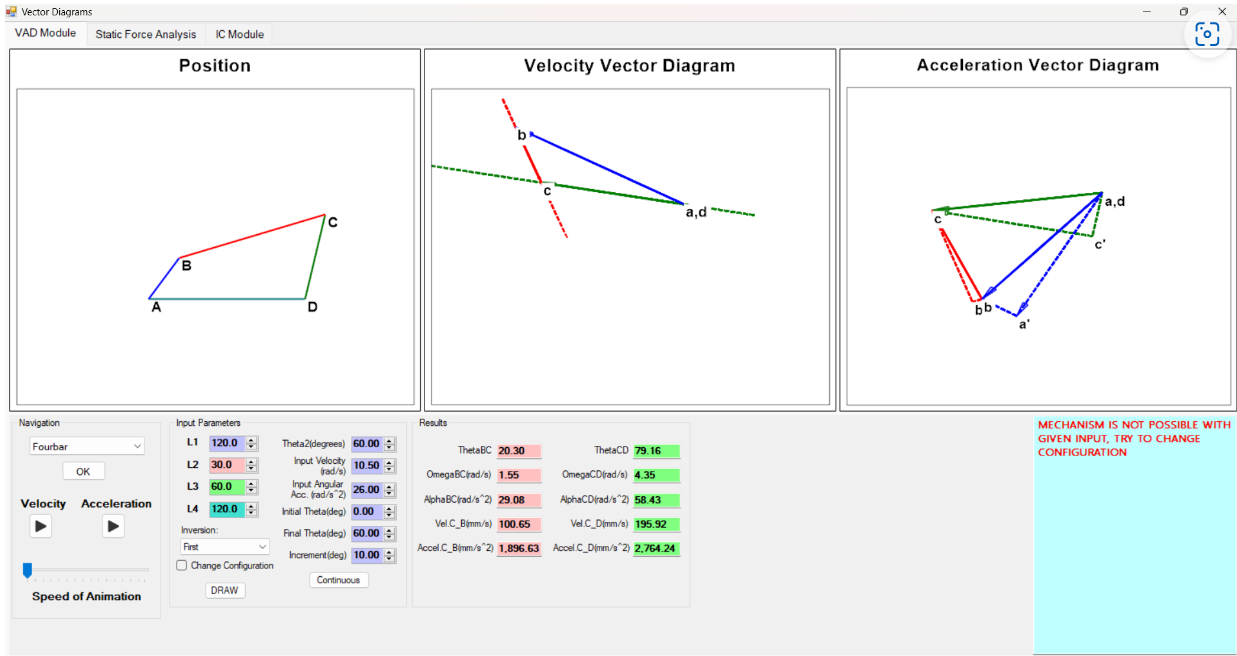 Vector Diagrams
VAD Module Static Force Analysis IC Module
Position
B
C
A
D
Velocity Vector Diagram
b
c
a,d
Acceleration Vector Diagram
a,d
c
c'
b b
a'
Navigation
Fourbar
OK
Velocity Acceleration
Speed of Animation
Input Parameters
L1 120.0
L2 30.0
L3 60.0
L4 120.0
Inversion:
First
Change Configuration
DRAW
Theta2(degrees) 60.00
Input Velocity
(rad/s) 10.50
Input Angular
Acc. (rad/s^2) 26.00
Initial Theta(deg) 0.00
Final Theta(deg) 60.00
Increment(deg) 10.00
Continuous
Results
ThetaBC 20.30 ThetaCD 79.16
OmegaBC(rad/s) 1.55 OmegaCD(rad/s) 4.35
AlphaBC(rad/s^2) 29.08 AlphaCD(rad/s^2) 58.43
Vel.C_B(mm/s) 100.65 Vel.C_D(mm/s) 195.92
Accel.C_B(mm/s^2) 1,896.63 Accel.C_D(mm/s^2) 2,764.24
MECHANISM IS NOT POSSIBLE WITH
GIVEN INPUT, TRY TO CHANGE
CONFIGURATION